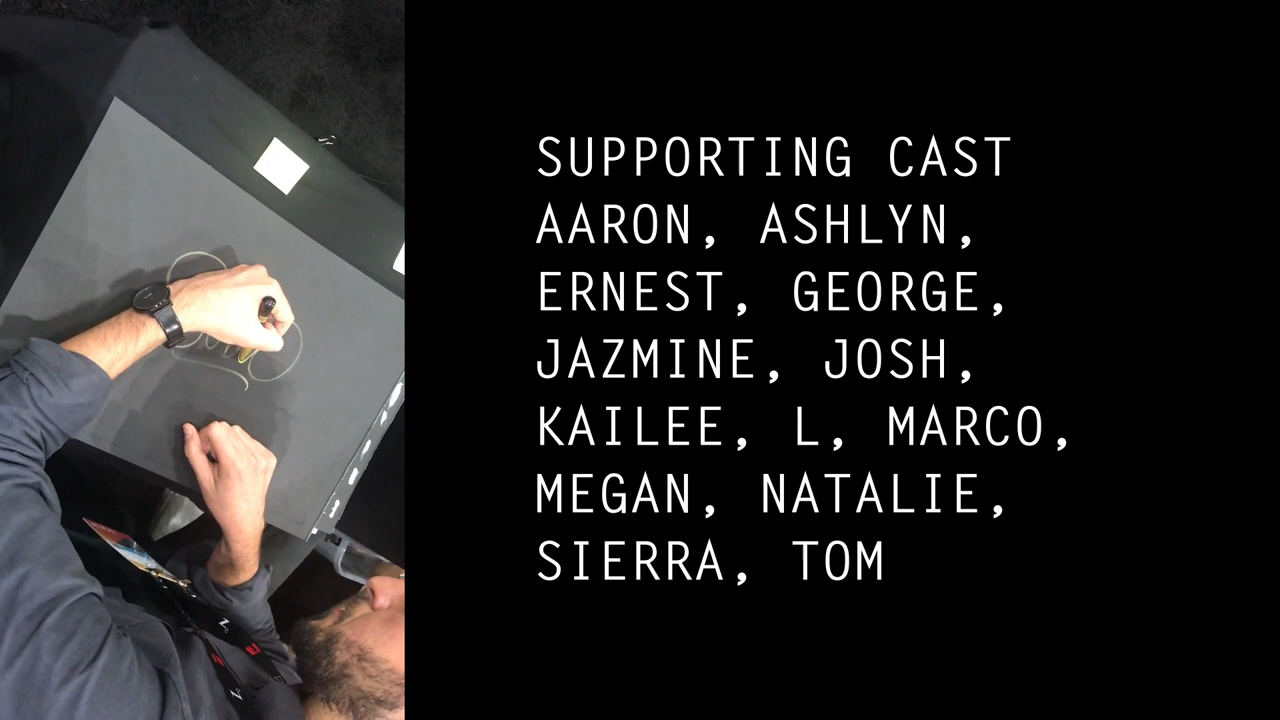 SUPPORTING CAST
AARON, ASHLYN,
ERNEST, GEORGE,
JAZMINE, JOSH,
KAILEE, L, MARCO,
MEGAN, NATALIE,
SIERRA, TOM